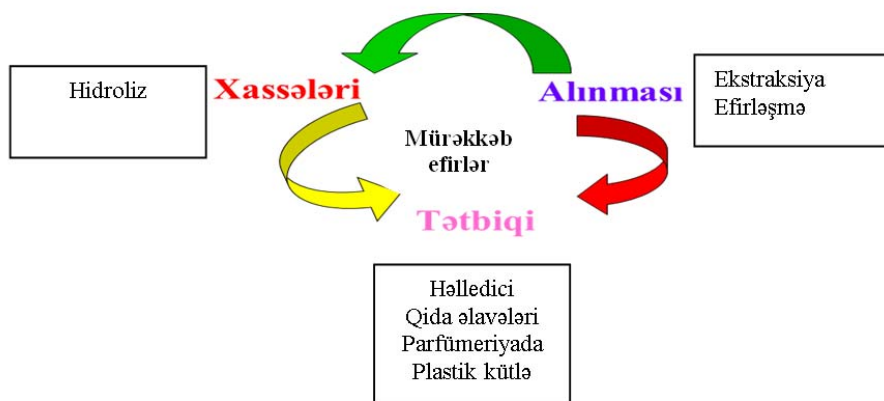 Hidroliz
Xassələri
Alınması
Ekstraksiya
Efirləşmə
Mürəkkəb
efirlər
Tətbiqi
Həlledici
Qida əlavələri
Parfümeriyada
Plastik kütlə